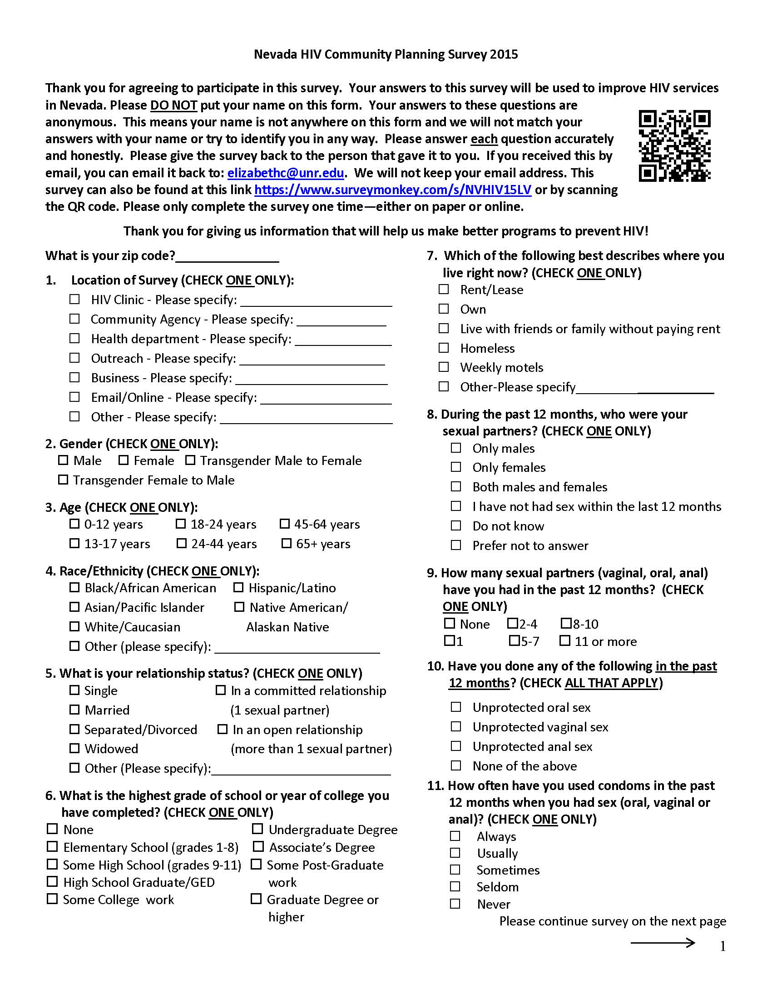 Nevada HIV Community Planning Survey 2015
Thank you for agreeing to participate in this survey.  Your answers to this survey will be used to improve HIV services
in Nevada. Please DO NOT put your name on this form.  Your answers to these questions are
anonymous.  This means your name is not anywhere on this form and we will not match your
answers with your name or try to identify you in any way.  Please answer each question accurately
and honestly.  Please give the survey back to the person that gave it to you.  If you received this by
email, you can email it back to: elizabethc@unr.edu.  We will not keep your email address. This
survey can also be found at this link https://www.surveymonkey.com/s/NVHIV15LV or by scanning
the QR code. Please only complete the survey one time—either on paper or online.
Thank you for giving us information that will help us make better programs to prevent HIV!
What is your zip code?_______________
1. Location of Survey (CHECK ONE ONLY):
☐ HIV Clinic - Please specify: ______________________
☐ Community Agency - Please specify: _____________
☐ Health department - Please specify: ______________
☐ Outreach - Please specify: _____________________
☐ Business - Please specify: ______________________
☐ Email/Online - Please specify: ___________________
☐ Other - Please specify: _________________________
2. Gender (CHECK ONE ONLY):
☐ Male ☐ Female ☐ Transgender Male to Female
☐ Transgender Female to Male
3. Age (CHECK ONE ONLY):
☐ 0-12 years ☐ 18-24 years ☐ 45-64 years
☐ 13-17 years ☐ 24-44 years ☐ 65+ years
4. Race/Ethnicity (CHECK ONE ONLY):
☐ Black/African American ☐ Hispanic/Latino
☐ Asian/Pacific Islander ☐ Native American/
☐ White/Caucasian Alaskan Native
☐ Other (please specify): ________________________
5. What is your relationship status? (CHECK ONE ONLY)
☐ Single ☐ In a committed relationship
☐ Married (1 sexual partner)
☐ Separated/Divorced ☐ In an open relationship
☐ Widowed (more than 1 sexual partner)
☐ Other (Please specify):__________________________
6. What is the highest grade of school or year of college you
have completed? (CHECK ONE ONLY)
☐ None ☐ Undergraduate Degree
☐ Elementary School (grades 1-8) ☐ Associate’s Degree
☐ Some High School (grades 9-11) ☐ Some Post-Graduate
☐ High School Graduate/GED work
☐ Some College  work ☐ Graduate Degree or
higher
7. Which of the following best describes where you
live right now? (CHECK ONE ONLY)
☐ Rent/Lease
☐ Own
☐ Live with friends or family without paying rent
☐ Homeless
☐ Weekly motels
☐ Other-Please specify____________________
8. During the past 12 months, who were your
sexual partners? (CHECK ONE ONLY)
☐ Only males
☐ Only females
☐ Both males and females
☐ I have not had sex within the last 12 months
☐ Do not know
☐ Prefer not to answer
9. How many sexual partners (vaginal, oral, anal)
have you had in the past 12 months?  (CHECK
ONE ONLY)
☐ None ☐2-4 ☐8-10
☐1 ☐5-7 ☐ 11 or more
10. Have you done any of the following in the past
12 months? (CHECK ALL THAT APPLY)
☐ Unprotected oral sex
☐ Unprotected vaginal sex
☐ Unprotected anal sex
☐ None of the above
11. How often have you used condoms in the past
12 months when you had sex (oral, vaginal or
anal)? (CHECK ONE ONLY)
☐ Always
☐ Usually
☐ Sometimes
☐ Seldom
☐ Never
Please continue survey on the next page
1